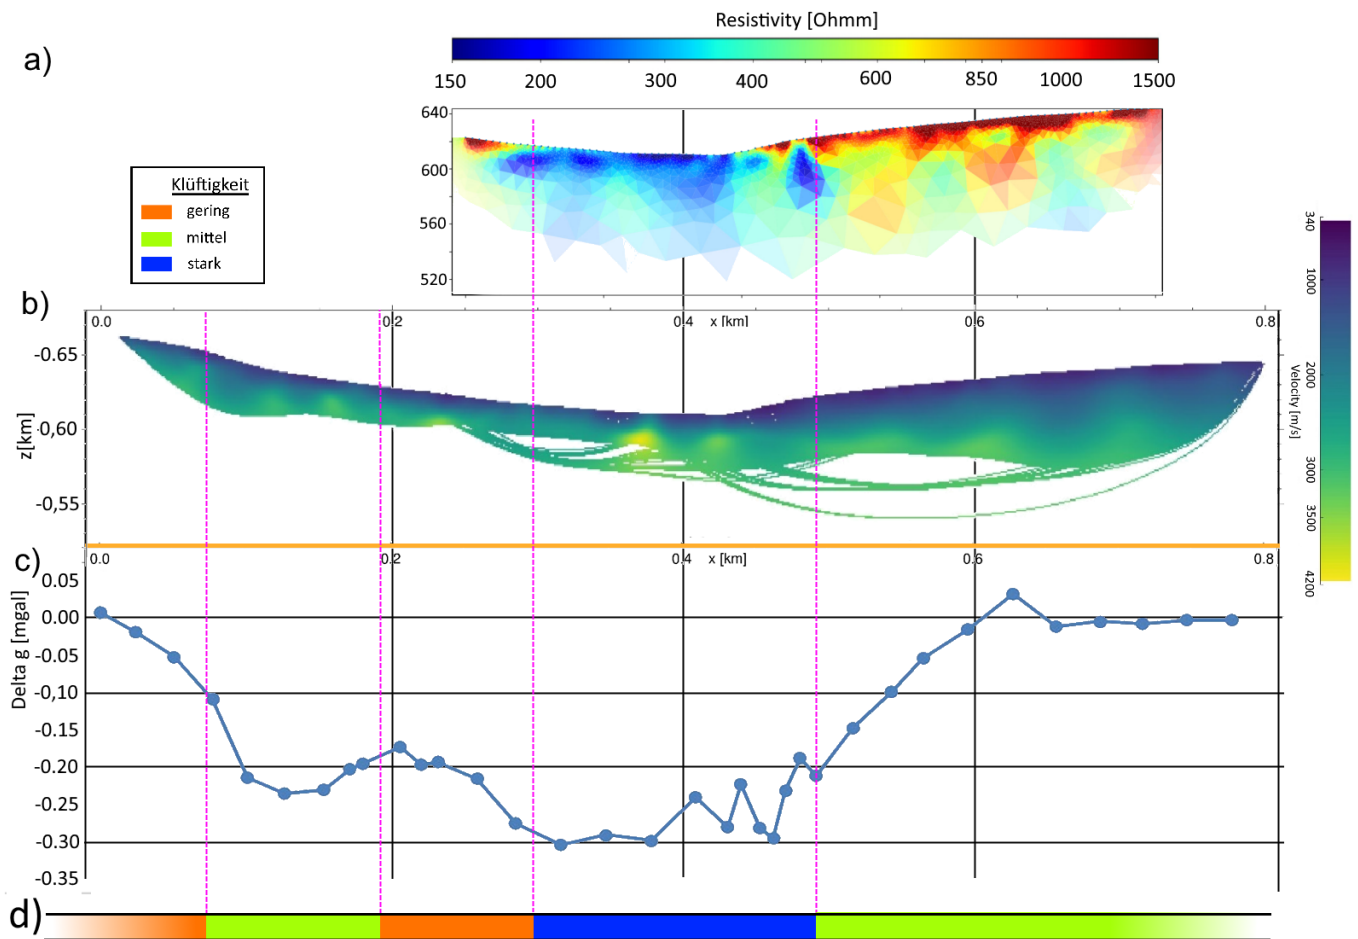 Resistivity [Ohmm]
a)
150 200 300 400 600 850 1000 1500
640
600
560
520
Klüftigkeit
gering
mittel
stark
b)
0.0 0.2 0.4 x [km] 0.6 0.8
-0.65
-0,60
-0,55
z[km]
340
1000
2000
3000
3500
4200
Velocity [m/s]
c)
0.0 0.2 0.4 x [km] 0.6 0.8
0.05
0.00
-0.05
-0,10
-0.15
-0.20
-0.25
-0.30
-0.35
Delta g [mgal]
d)